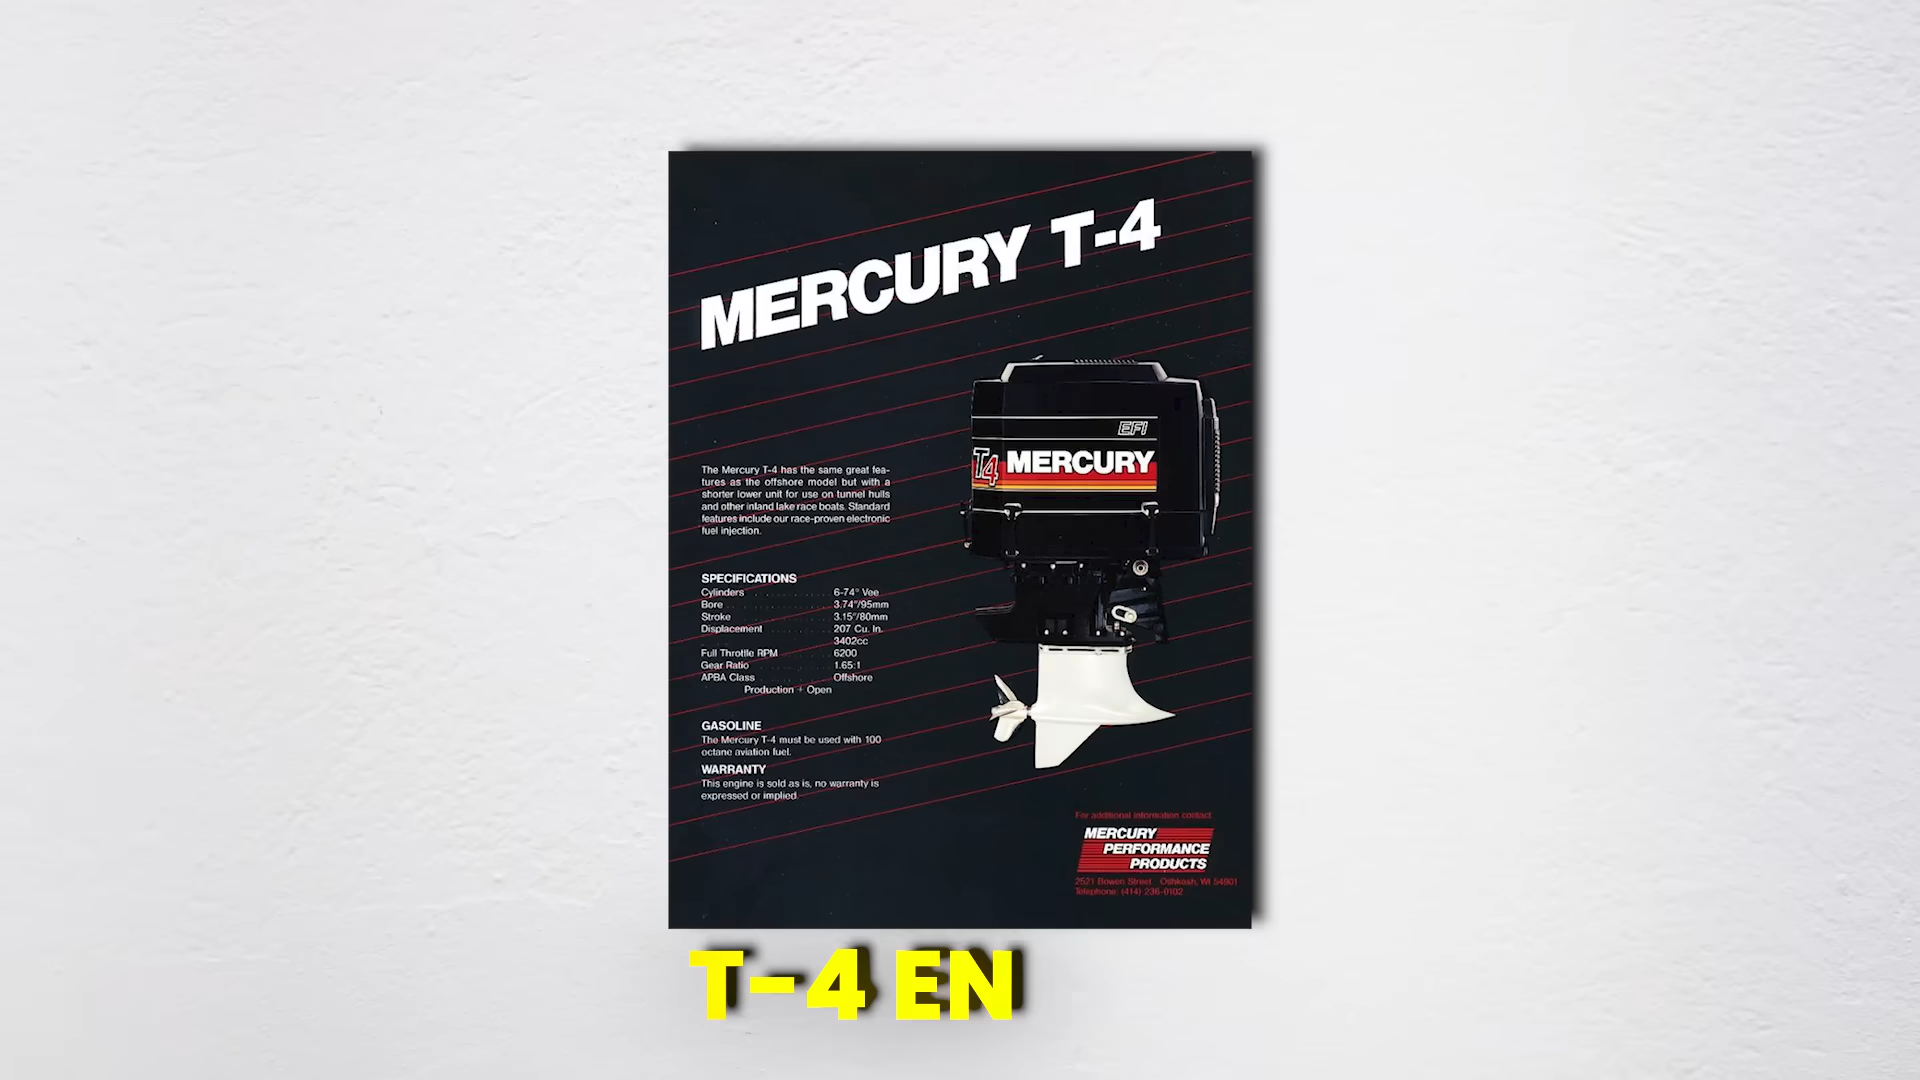 MERCURY T-4
EFI
T4 MERCURY
The Mercury T-4 has the same great fea-
tures as the offshore model but with a
shorter lower unit for use on tunnel hulls
and other inland lake race boats. Standard
features include our race-proven electronic
fuel injection.
SPECIFICATIONS
Cylinders . . . . . . . . . . . . 6-74° Vee
Bore . . . . . . . . . . . . 3.74"/95mm
Stroke . . . . . . . . . . . . 3.15"/80mm
Displacement . . . . . . . . . . 207 Cu. In.
3402cc
Full Throttle RPM . . . . . . . . 6200
Gear Ratio . . . . . . . . . . . . 1.65:1
APBA Class . . . . . . . . . . . Offshore
Production + Open
GASOLINE
The Mercury T-4 must be used with 100
octane aviation fuel.
WARRANTY
This engine is sold as is, no warranty is
expressed or implied.
For additional information contact
MERCURY
PERFORMANCE
PRODUCTS
2521 Bowen Street Oshkosh, WI 54901
Telephone: (414) 236-0102
T-4 EN